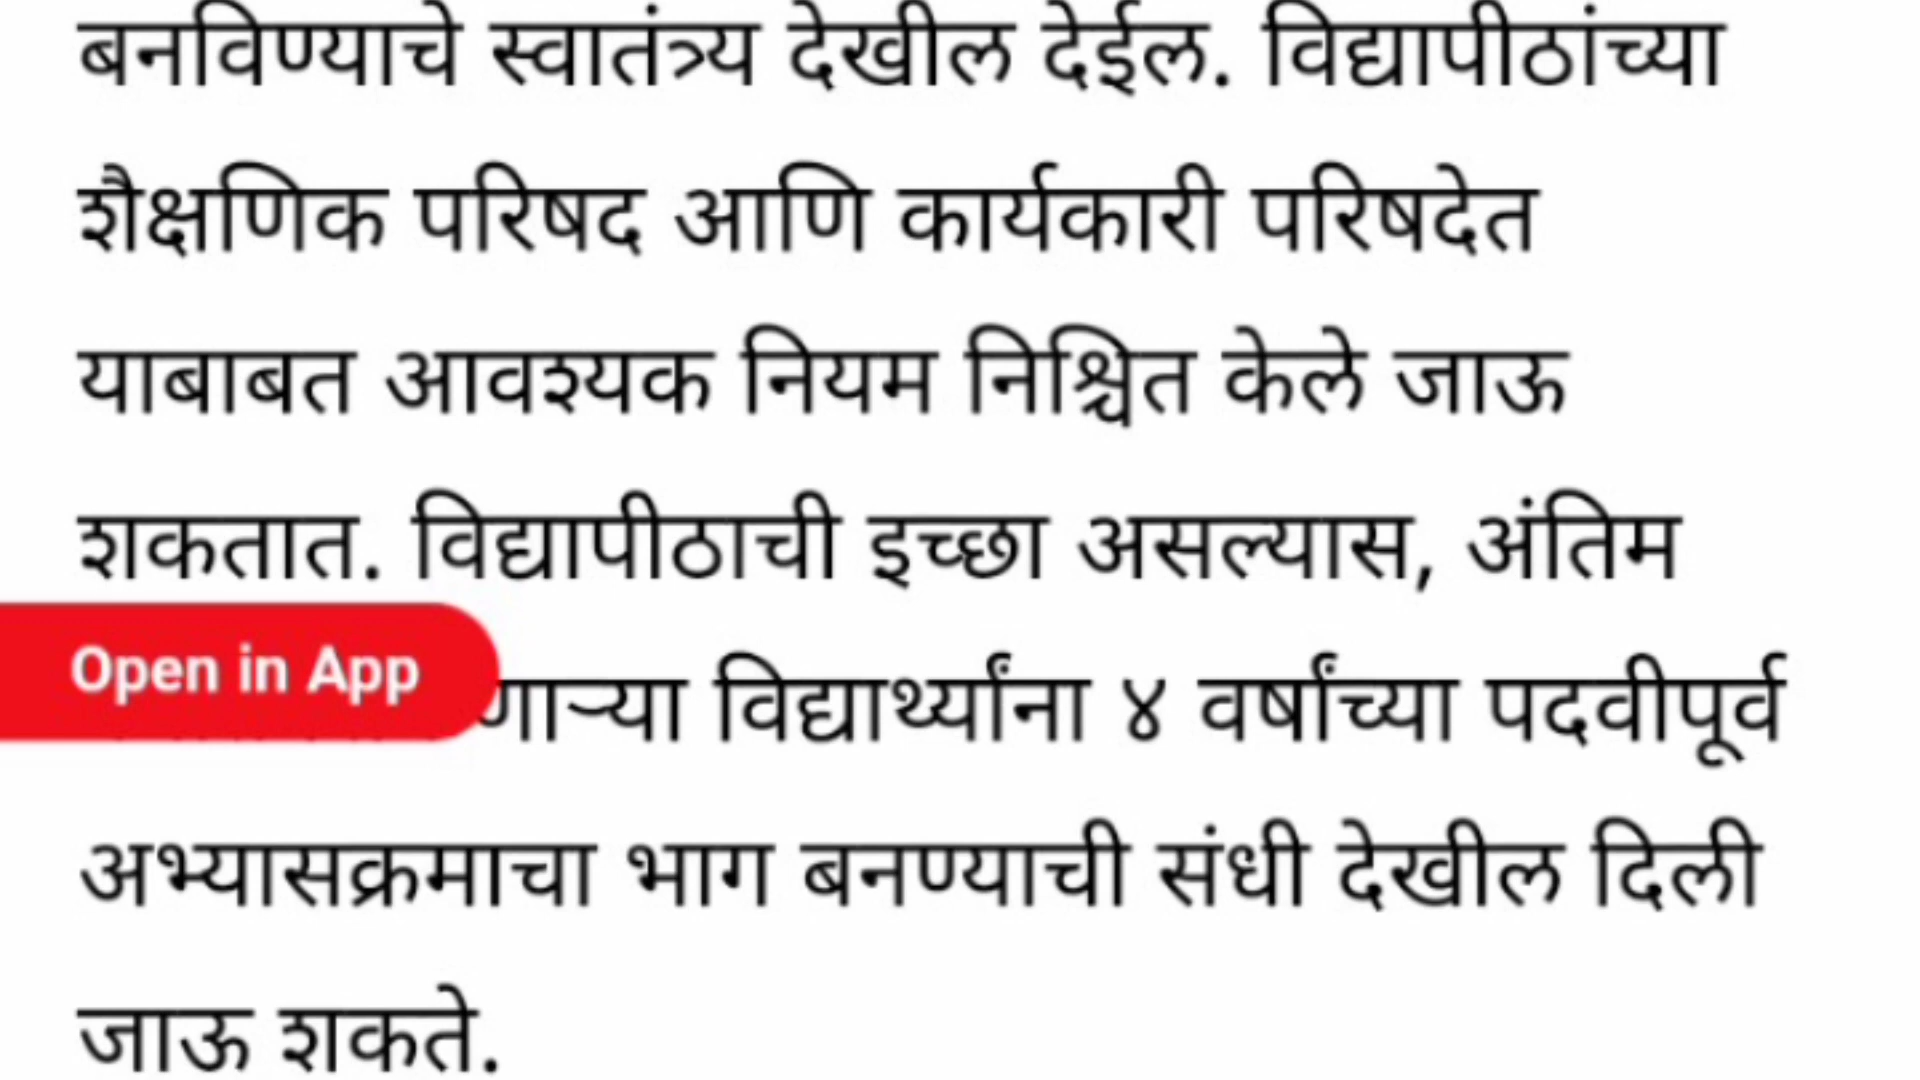 बनविण्याचे स्वातंत्र्य देखील देईल. विद्यापीठांच्या
शैक्षणिक परिषद आणि कार्यकारी परिषदेत
याबाबत आवश्यक नियम निश्चित केले जाऊ
शकतात. विद्यापीठाची इच्छा असल्यास, अंतिम
Open in App
विद्यार्थ्यांना ४ वर्षांच्या पदवीपूर्व
अभ्यासक्रमाचा भाग बनण्याची संधी देखील दिली
जाऊ शकते.